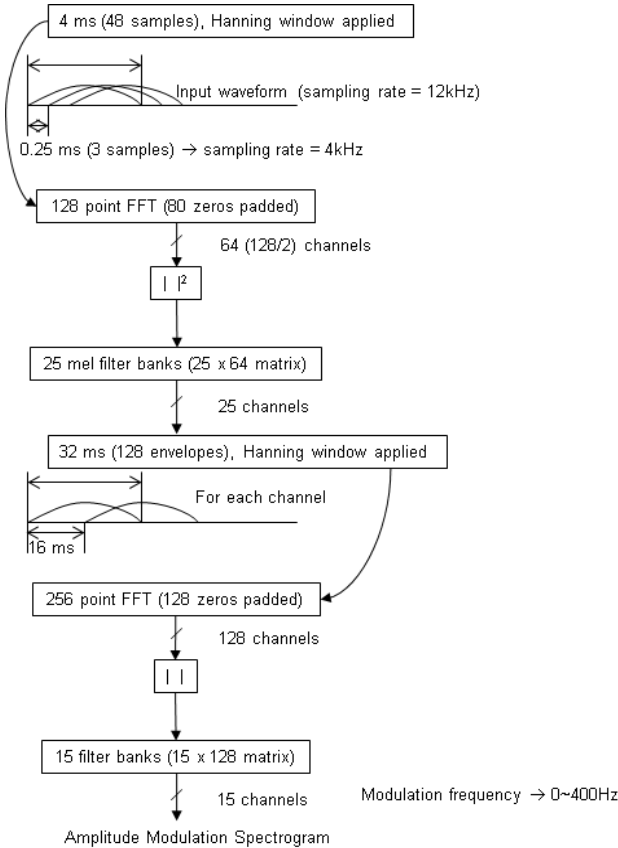 4 ms (48 samples), Hanning window applied
Input waveform (sampling rate = 12kHz)
0.25 ms (3 samples) → sampling rate = 4kHz
128 point FFT (80 zeros padded)
64 (128/2) channels
| |²
25 mel filter banks (25 x 64 matrix)
25 channels
32 ms (128 envelopes), Hanning window applied
For each channel
16 ms
256 point FFT (128 zeros padded)
128 channels
| |
15 filter banks (15 x 128 matrix)
15 channels
Modulation frequency → 0~400Hz
Amplitude Modulation Spectrogram